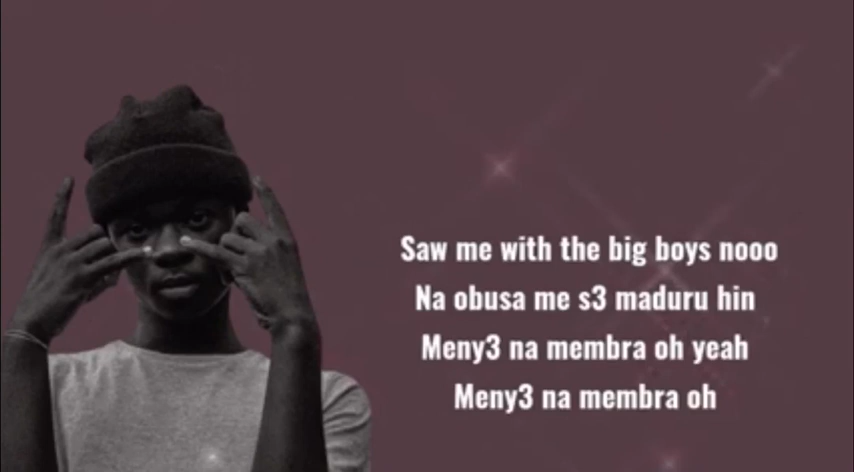 Saw me with the big boys nooo
Na obusa me s3 maduru hin
Meny3 na membra oh yeah
Meny3 na membra oh